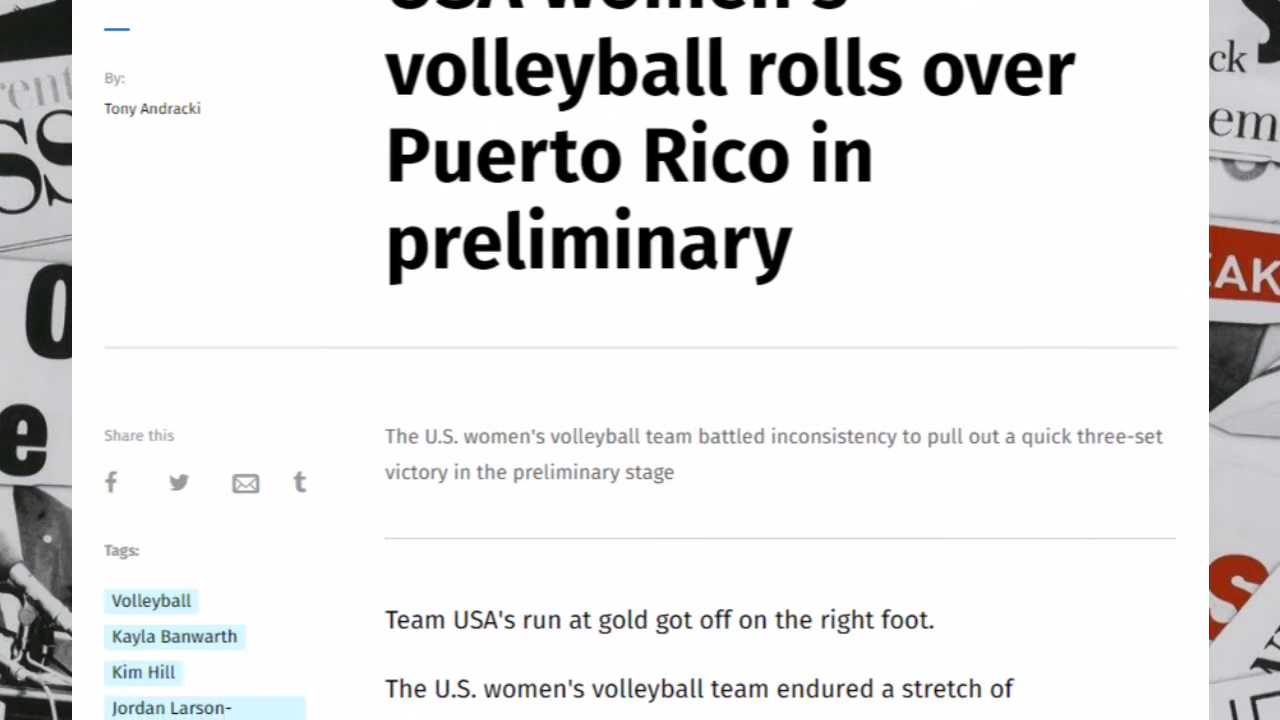 USA women's
volleyball rolls over
Puerto Rico in
preliminary
By:
Tony Andracki
Share this
The U.S. women's volleyball team battled inconsistency to pull out a quick three-set
victory in the preliminary stage
Tags:
Volleyball
Kayla Banwarth
Kim Hill
Jordan Larson-
Team USA's run at gold got off on the right foot.
The U.S. women's volleyball team endured a stretch of